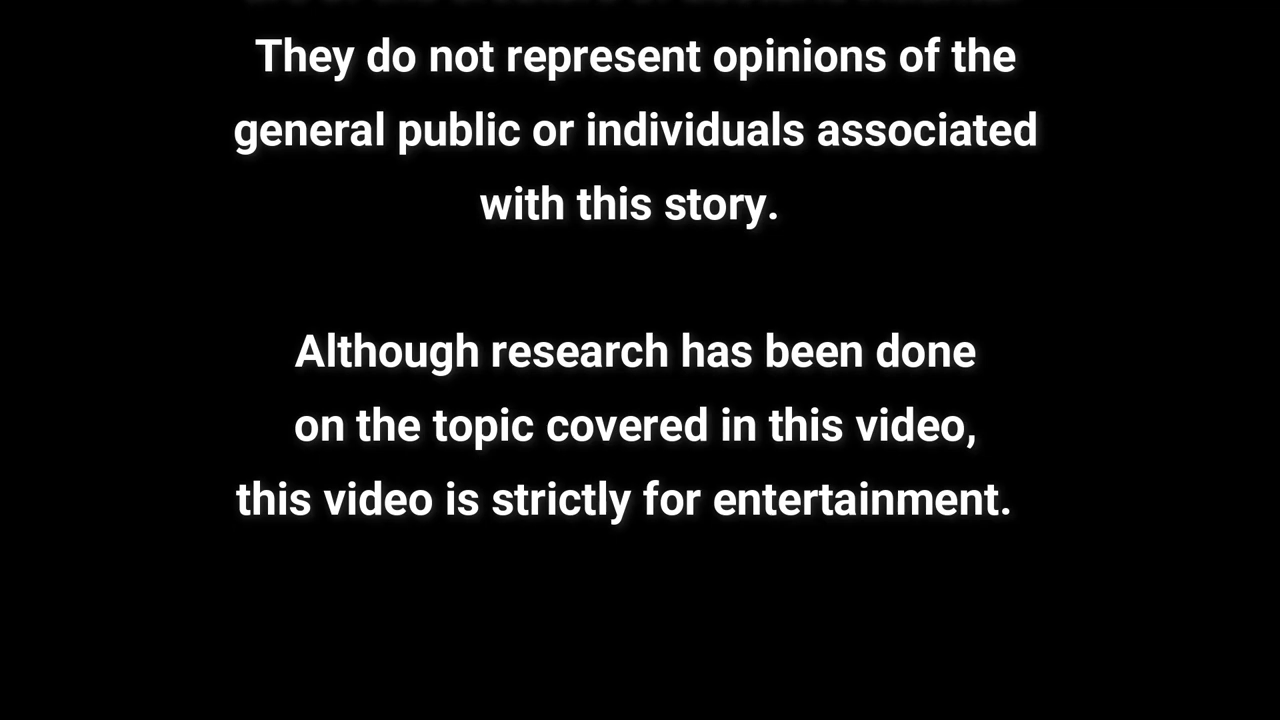 They do not represent opinions of the
general public or individuals associated
with this story.
Although research has been done
on the topic covered in this video,
this video is strictly for entertainment.